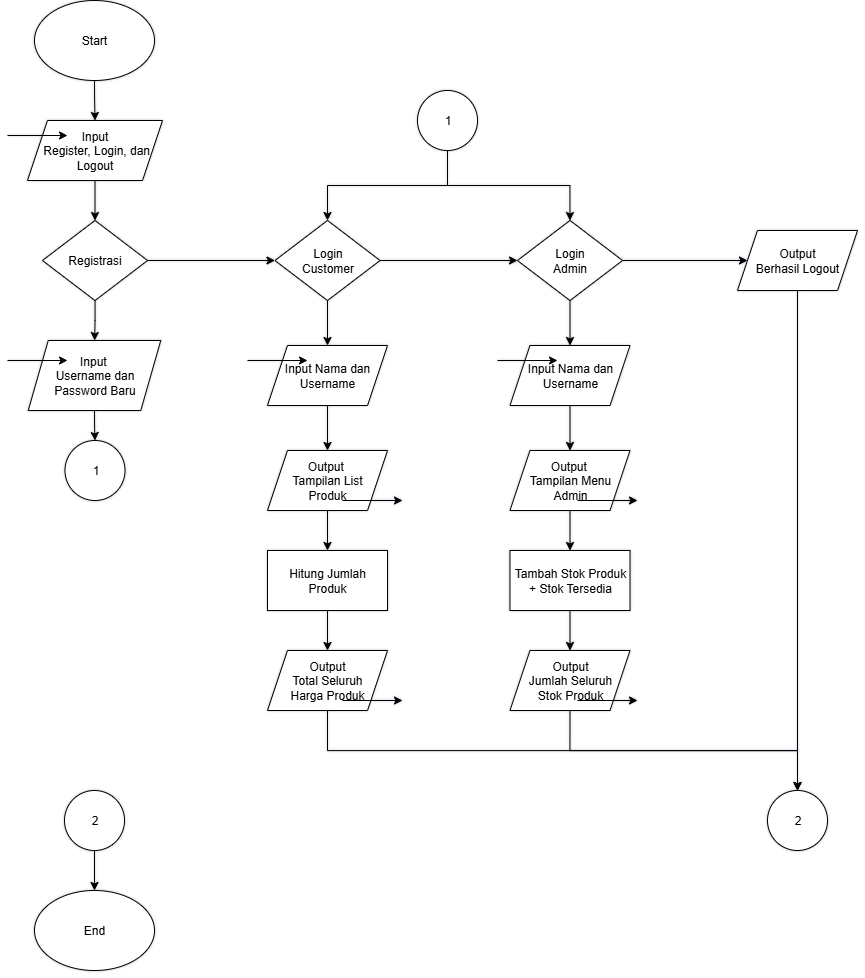 Start
Input
Register, Login, dan
Logout
Registrasi
Input
Username dan
Password Baru
1
1
Login
Customer
Input Nama dan
Username
Output
Tampilan List
Produk
Hitung Jumlah
Produk
Output
Total Seluruh
Harga Produk
Login
Admin
Input Nama dan
Username
Output
Tampilan Menu
Admin
Tambah Stok Produk
+ Stok Tersedia
Output
Jumlah Seluruh
Stok Produk
Output
Berhasil Logout
2
2
End